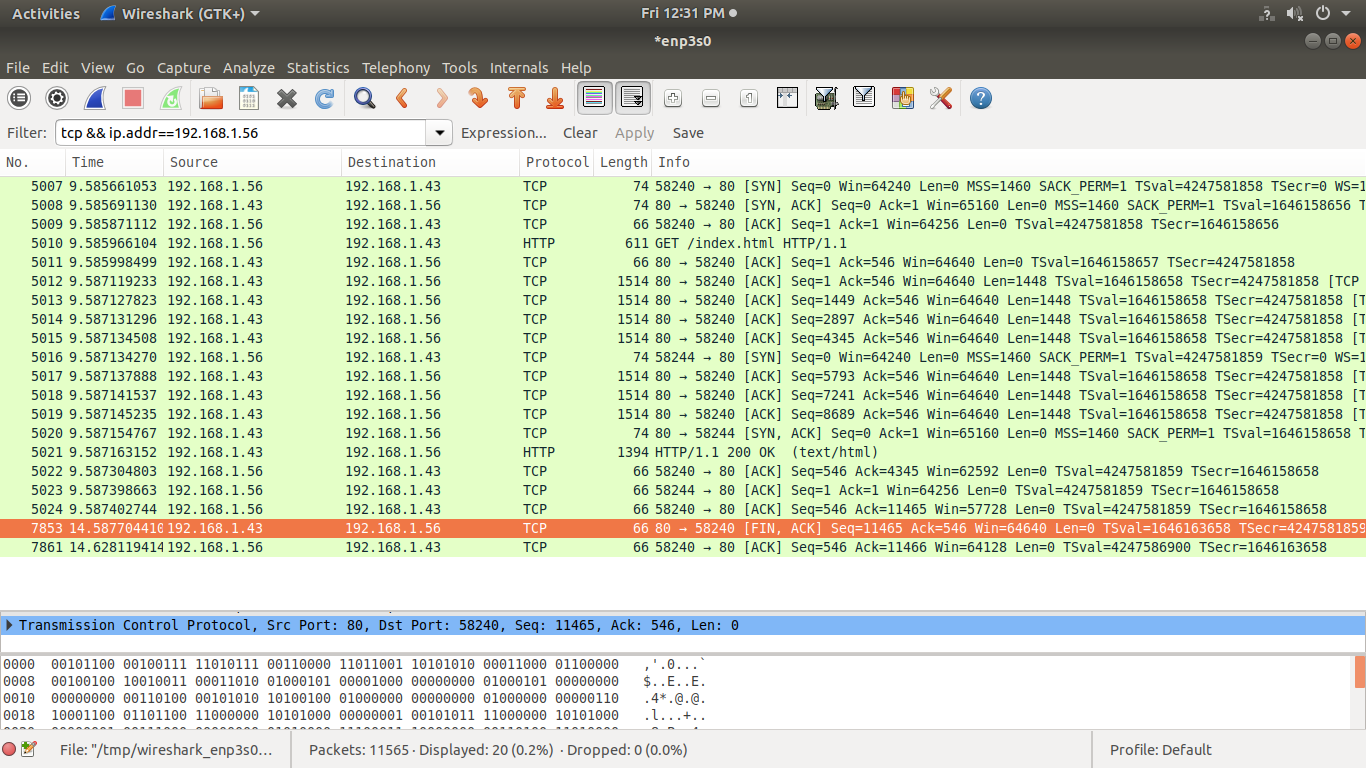 Activities Wireshark (GTK+) Fri 12:31 PM
*enp3s0
File Edit View Go Capture Analyze Statistics Telephony Tools Internals Help
Filter: tcp && ip.addr==192.168.1.56 Expression... Clear Apply Save
No. Time Source Destination Protocol Length Info
5007 9.585661053 192.168.1.56 192.168.1.43 TCP 74 58240 → 80 [SYN] Seq=0 Win=64240 Len=0 MSS=1460 SACK_PERM=1 TSval=4247581858 TSecr=0 WS=1
5008 9.585691130 192.168.1.43 192.168.1.56 TCP 74 80 → 58240 [SYN, ACK] Seq=0 Ack=1 Win=65160 Len=0 MSS=1460 SACK_PERM=1 TSval=1646158656 T
5009 9.585871112 192.168.1.56 192.168.1.43 TCP 66 58240 → 80 [ACK] Seq=1 Ack=1 Win=64256 Len=0 TSval=4247581858 TSecr=1646158656
5010 9.585966104 192.168.1.56 192.168.1.43 HTTP 611 GET /index.html HTTP/1.1
5011 9.585998499 192.168.1.43 192.168.1.56 TCP 66 80 → 58240 [ACK] Seq=1 Ack=546 Win=64640 Len=0 TSval=1646158657 TSecr=4247581858
5012 9.587119233 192.168.1.43 192.168.1.56 TCP 1514 80 → 58240 [ACK] Seq=1 Ack=546 Win=64640 Len=1448 TSval=1646158658 TSecr=4247581858 [TCP
5013 9.587127823 192.168.1.43 192.168.1.56 TCP 1514 80 → 58240 [ACK] Seq=1449 Ack=546 Win=64640 Len=1448 TSval=1646158658 TSecr=4247581858 [T
5014 9.587131296 192.168.1.43 192.168.1.56 TCP 1514 80 → 58240 [ACK] Seq=2897 Ack=546 Win=64640 Len=1448 TSval=1646158658 TSecr=4247581858 [T
5015 9.587134508 192.168.1.43 192.168.1.56 TCP 1514 80 → 58240 [ACK] Seq=4345 Ack=546 Win=64640 Len=1448 TSval=1646158658 TSecr=4247581858 [T
5016 9.587134270 192.168.1.56 192.168.1.43 TCP 74 58244 → 80 [SYN] Seq=0 Win=64240 Len=0 MSS=1460 SACK_PERM=1 TSval=4247581859 TSecr=0 WS=1
5017 9.587137888 192.168.1.43 192.168.1.56 TCP 1514 80 → 58240 [ACK] Seq=5793 Ack=546 Win=64640 Len=1448 TSval=1646158658 TSecr=4247581858 [T
5018 9.587141537 192.168.1.43 192.168.1.56 TCP 1514 80 → 58240 [ACK] Seq=7241 Ack=546 Win=64640 Len=1448 TSval=1646158658 TSecr=4247581858 [T
5019 9.587145235 192.168.1.43 192.168.1.56 TCP 1514 80 → 58240 [ACK] Seq=8689 Ack=546 Win=64640 Len=1448 TSval=1646158658 TSecr=4247581858 [T
5020 9.587154767 192.168.1.43 192.168.1.56 TCP 74 80 → 58244 [SYN, ACK] Seq=0 Ack=1 Win=65160 Len=0 MSS=1460 SACK_PERM=1 TSval=1646158658 T
5021 9.587163152 192.168.1.43 192.168.1.56 HTTP 1394 HTTP/1.1 200 OK (text/html)
5022 9.587304803 192.168.1.56 192.168.1.43 TCP 66 58240 → 80 [ACK] Seq=546 Ack=4345 Win=62592 Len=0 TSval=4247581859 TSecr=1646158658
5023 9.587398663 192.168.1.56 192.168.1.43 TCP 66 58244 → 80 [ACK] Seq=1 Ack=1 Win=64256 Len=0 TSval=4247581859 TSecr=1646158658
5024 9.587402744 192.168.1.56 192.168.1.43 TCP 66 58240 → 80 [ACK] Seq=546 Ack=11465 Win=57728 Len=0 TSval=4247581859 TSecr=1646158658
7853 14.587704410 192.168.1.43 192.168.1.56 TCP 66 80 → 58240 [FIN, ACK] Seq=11465 Ack=546 Win=64640 Len=0 TSval=1646163658 TSecr=4247581859
7861 14.628119414 192.168.1.56 192.168.1.43 TCP 66 58240 → 80 [ACK] Seq=546 Ack=11466 Win=64128 Len=0 TSval=4247586900 TSecr=1646163658
Transmission Control Protocol, Src Port: 80, Dst Port: 58240, Seq: 11465, Ack: 546, Len: 0
0000 00101100 00100111 11010111 00110000 11011001 10101010 00011000 01100000 ,'.0...`
0008 00100100 10010011 00011010 01000101 00001000 00000000 01000101 00000000 $..E..E.
0010 00000000 00110100 00101010 10100100 01000000 00000000 01000000 00000110 .4*.@.@.
0018 10001100 01101100 11000000 10101000 00000001 00101011 11000000 10101000 .l...+..
File: "/tmp/wireshark_enp3s0... Packets: 11565 · Displayed: 20 (0.2%) · Dropped: 0 (0.0%) Profile: Default